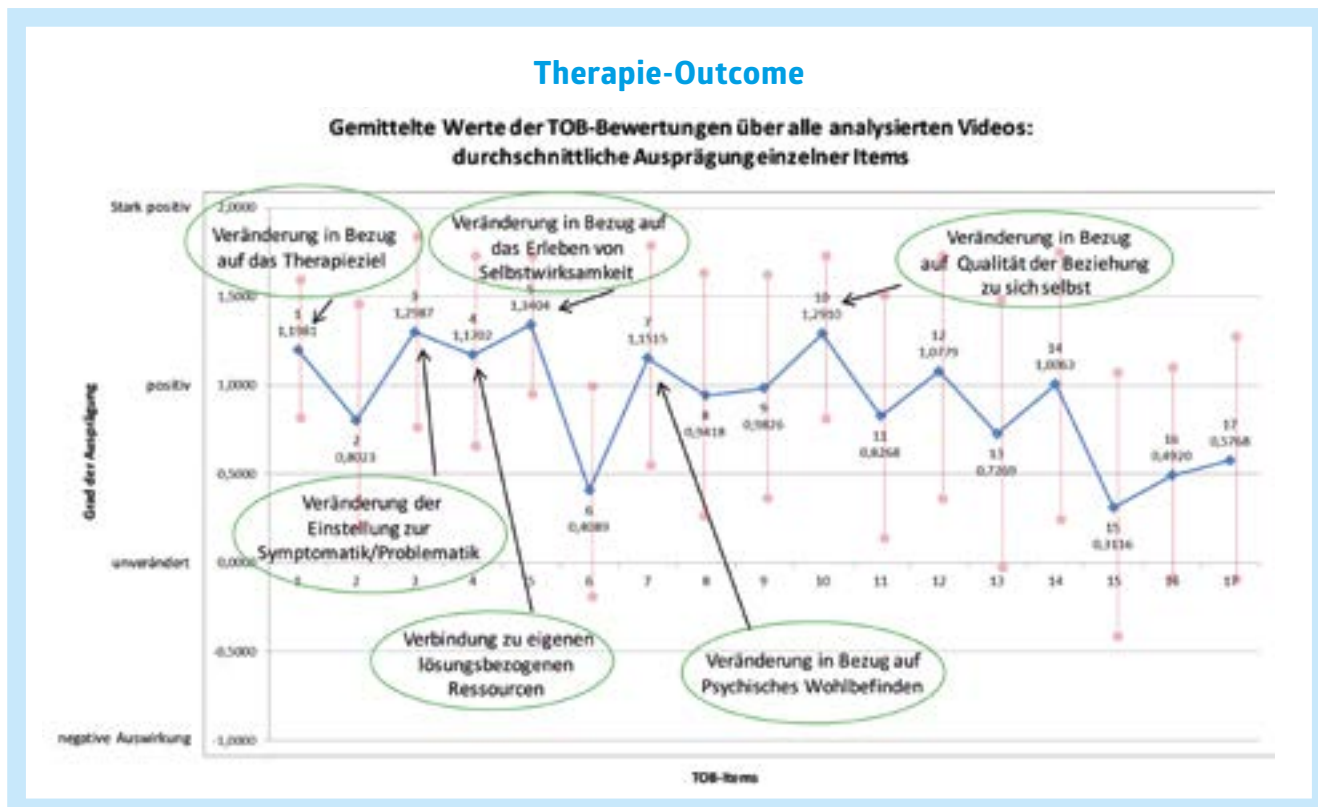 Therapie-Outcome
Gemittelte Werte der TOB-Bewertungen über alle analysierten Videos:
durchschnittliche Ausprägung einzelner Items
Stark positiv
2,0000
Veränderung in Bezug
auf das Therapieziel
Veränderung in Bezug auf
das Erleben von
Selbstwirksamkeit
Veränderung in Bezug
auf Qualität der Beziehung
zu sich selbst
1,5000
1
1,1981
3
1,2987
4
5
1,3404
7
1,1515
10
1,2910
12
1,0779
14
1,0063
positiv
1,0000
Grad der Ausprägung
2
0,8023
8
0,9418
9
0,9826
11
0,8268
13
0,7269
16
0,4920
17
0,5768
0,5000
6
0,4089
15
Veränderung der
Einstellung zur
Symptomatik/Problematik
unverändert
0,0000
1 2 3 4 5 6 7 8 9 10 11 12 13 14 15 16 17
Verbindung zu eigenen
lösungsbezogenen
Ressourcen
Veränderung in Bezug auf
Psychisches Wohlbefinden
-0,5000
negative Auswirkung
-1,0000
TOB-Items